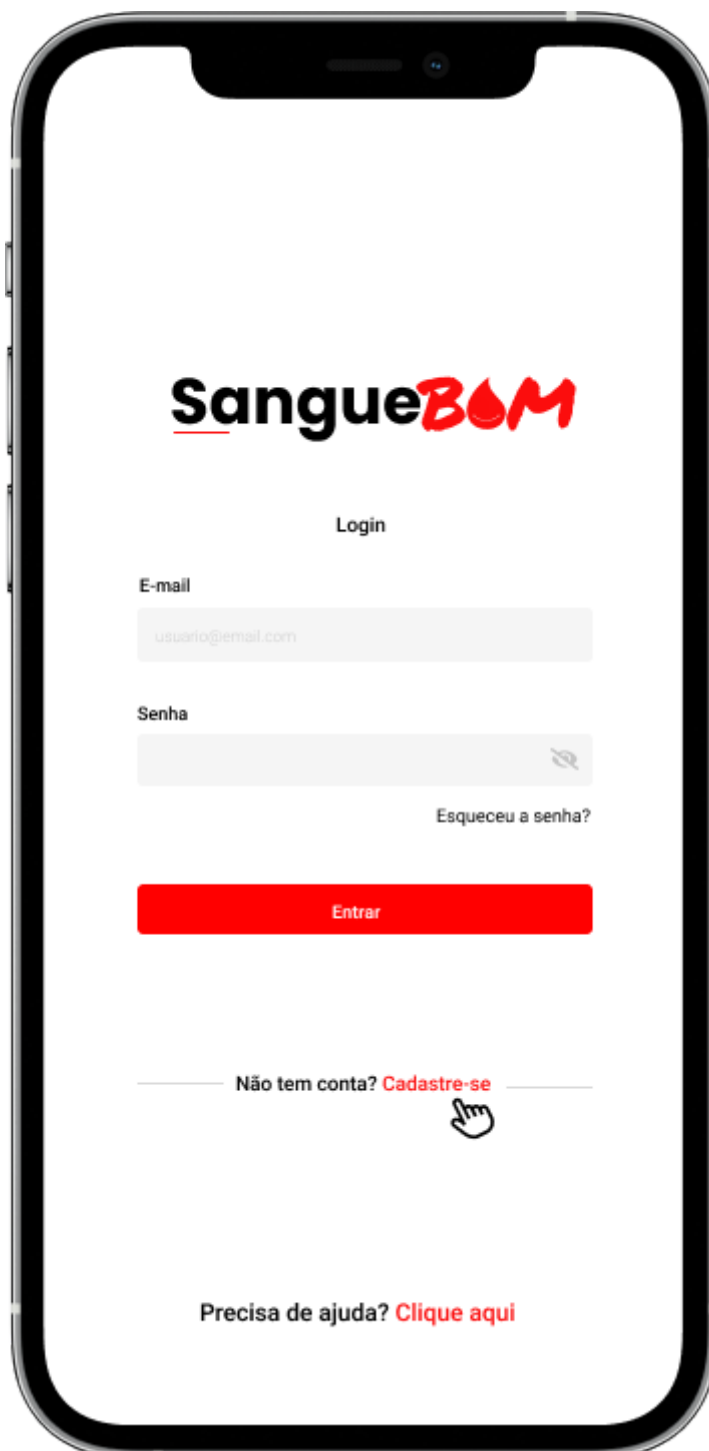 SangueBOM
Login
E-mail
usuario@email.com
Senha
Esqueceu a senha?
Entrar
Não tem conta? Cadastre-se
Precisa de ajuda? Clique aqui